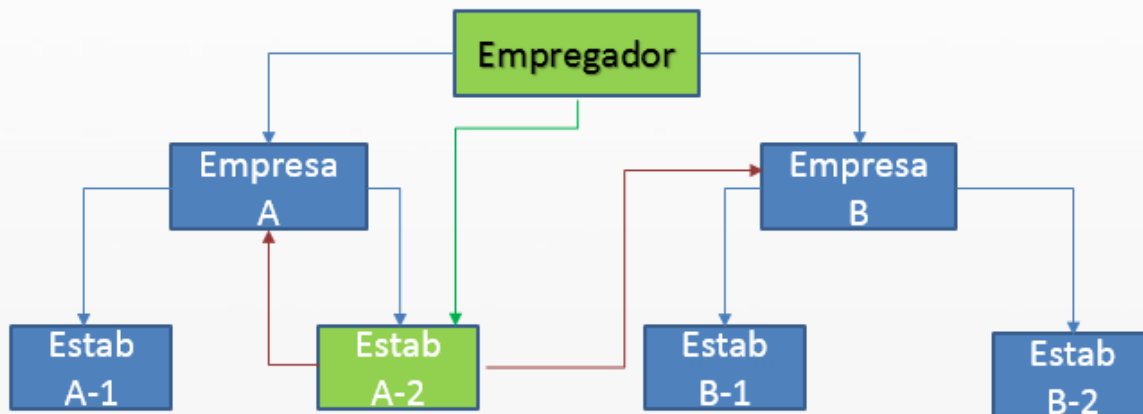 Empregador
Empresa
A
Empresa
B
Estab
A-1
Estab
A-2
Estab
B-1
Estab
B-2